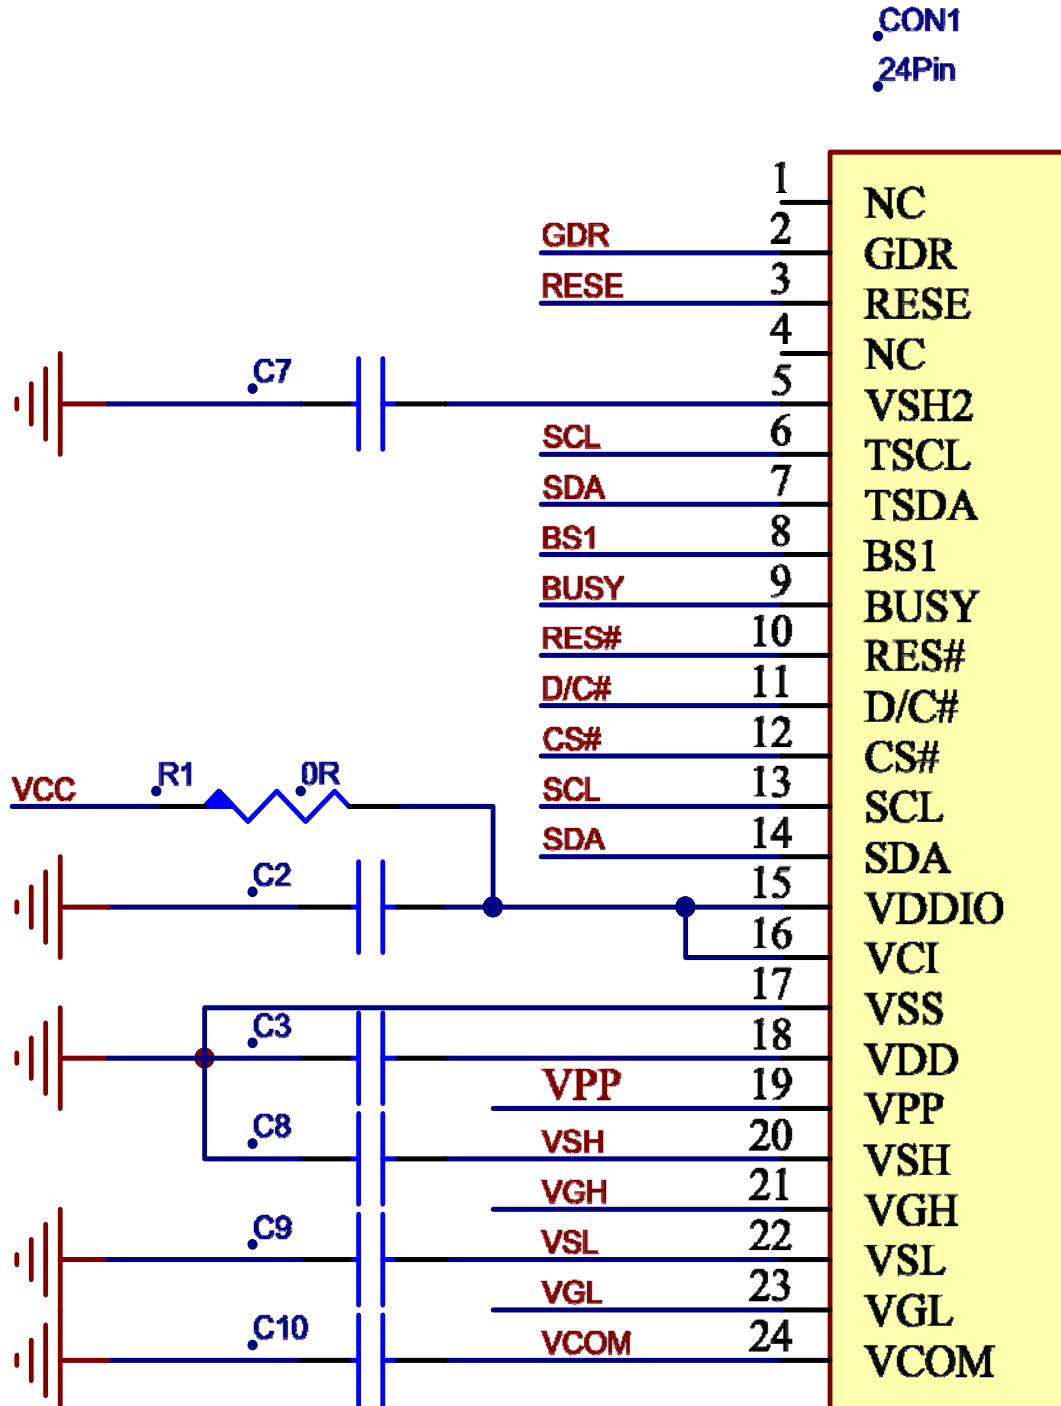 CON1
24Pin
1 NC
GDR 2 GDR
RESE 3 RESE
4 NC
C7 5 VSH2
SCL 6 TSCL
SDA 7 TSDA
BS1 8 BS1
BUSY 9 BUSY
RES# 10 RES#
D/C# 11 D/C#
CS# 12 CS#
VCC R1 0R SCL 13 SCL
SDA 14 SDA
C2 15 VDDIO
16 VCI
17 VSS
C3 18 VDD
VPP 19 VPP
C8 VSH 20 VSH
VGH 21 VGH
C9 VSL 22 VSL
VGL 23 VGL
C10 VCOM 24 VCOM